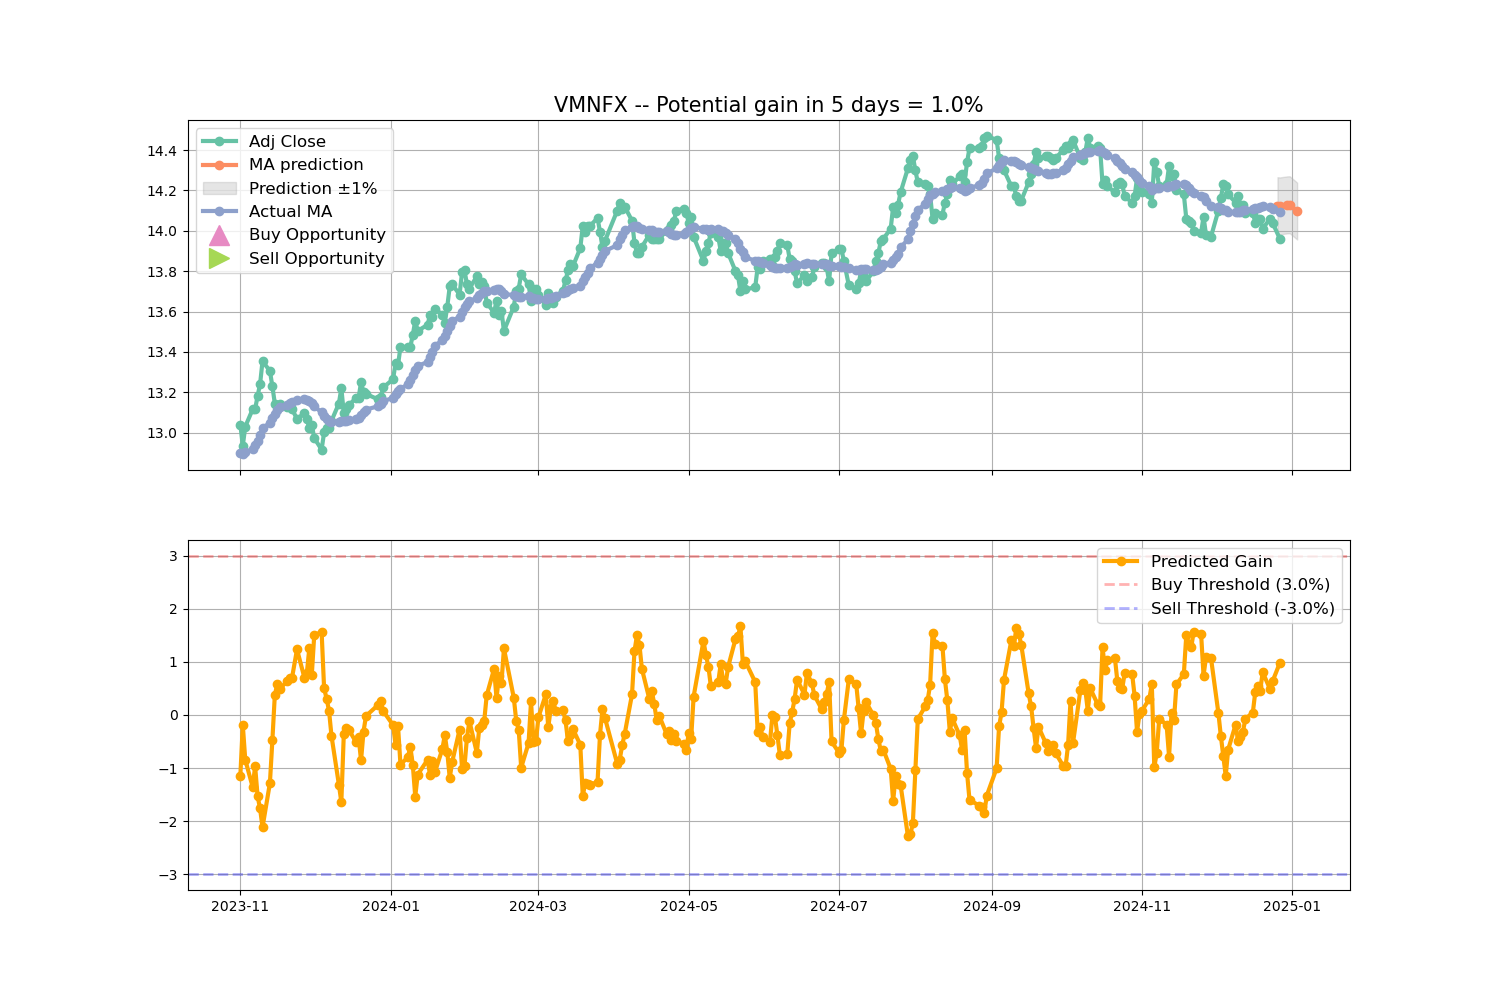 VMNFX -- Potential gain in 5 days = 1.0%
Adj Close
MA prediction
Prediction ±1%
Actual MA
Buy Opportunity
Sell Opportunity
14.4
14.2
14.0
13.8
13.6
13.4
13.2
13.0
Predicted Gain
Buy Threshold (3.0%)
Sell Threshold (-3.0%)
3
2
1
0
−1
−2
−3
2023-11 2024-01 2024-03 2024-05 2024-07 2024-09 2024-11 2025-01